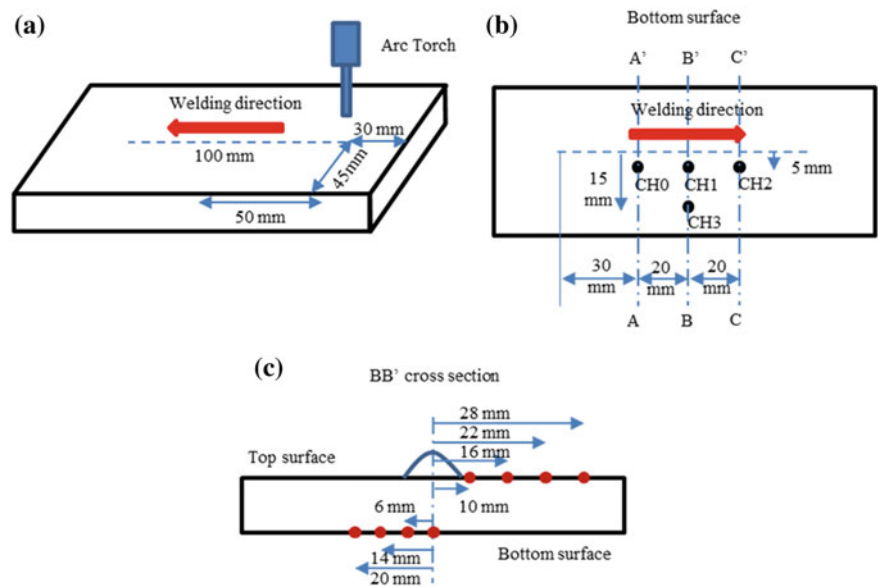 (a)
Arc Torch
Welding direction
30 mm
100 mm
45mm
50 mm
(b)
Bottom surface
A’ B’ C’
Welding direction
5 mm
15
mm
CH0 CH1 CH2
CH3
30
mm
20
mm
20
mm
A B C
(c)
BB’ cross section
28 mm
22 mm
16 mm
Top surface
6 mm
10 mm
Bottom surface
14 mm
20 mm